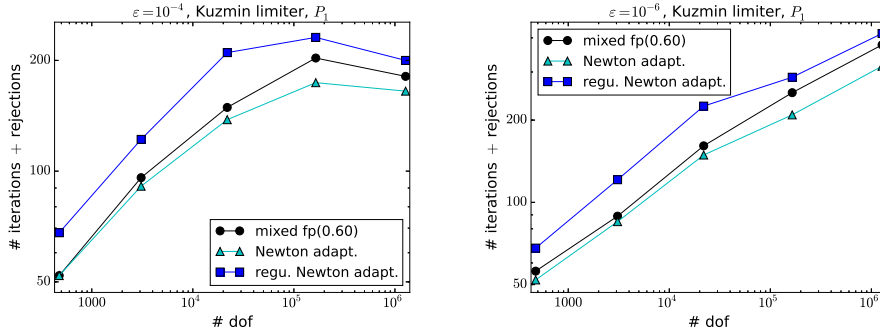 ε=10⁻⁴, Kuzmin limiter, P₁
# iterations + rejections
200
100
50
mixed fp(0.60)
Newton adapt.
regu. Newton adapt.
1000
10⁴
10⁵
10⁶
# dof
ε=10⁻⁶, Kuzmin limiter, P₁
# iterations + rejections
mixed fp(0.60)
Newton adapt.
regu. Newton adapt.
200
100
50
1000
10⁴
10⁵
10⁶
# dof